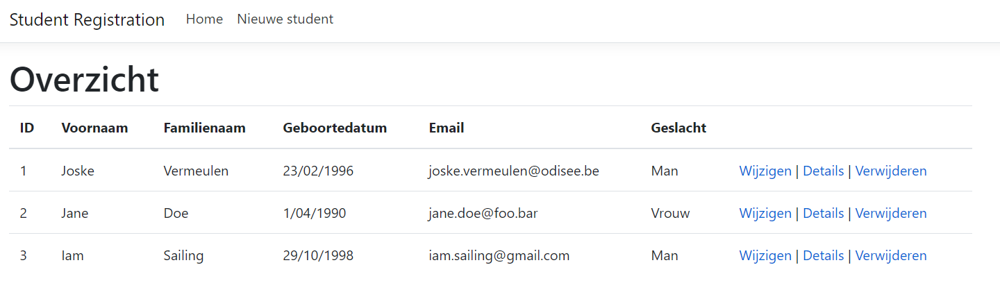 Student Registration Home Nieuwe student
Overzicht
ID Voornaam Familienaam Geboortedatum Email Geslacht
1 Joske Vermeulen 23/02/1996 joske.vermeulen@odisee.be Man Wijzigen | Details | Verwijderen
2 Jane Doe 1/04/1990 jane.doe@foo.bar Vrouw Wijzigen | Details | Verwijderen
3 Iam Sailing 29/10/1998 iam.sailing@gmail.com Man Wijzigen | Details | Verwijderen